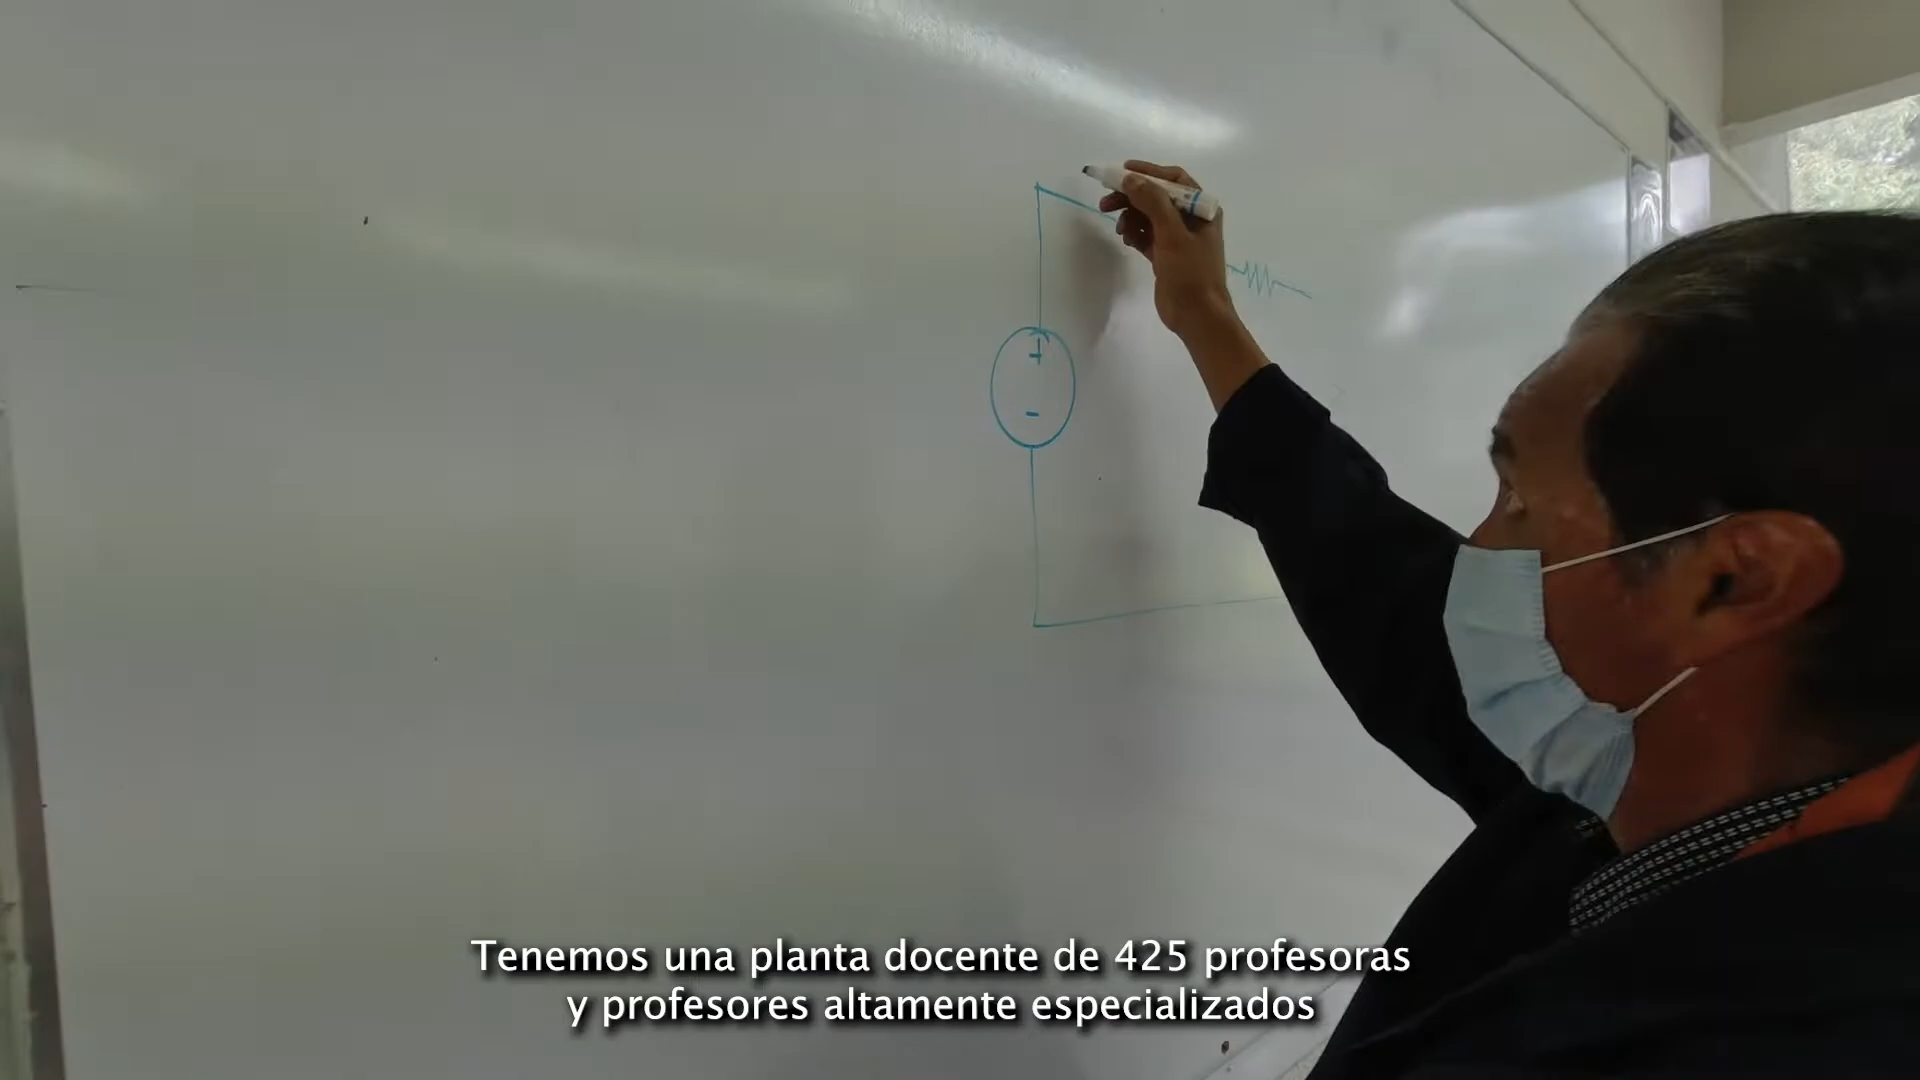 +
-
Tenemos una planta docente de 425 profesoras
y profesores altamente especializados